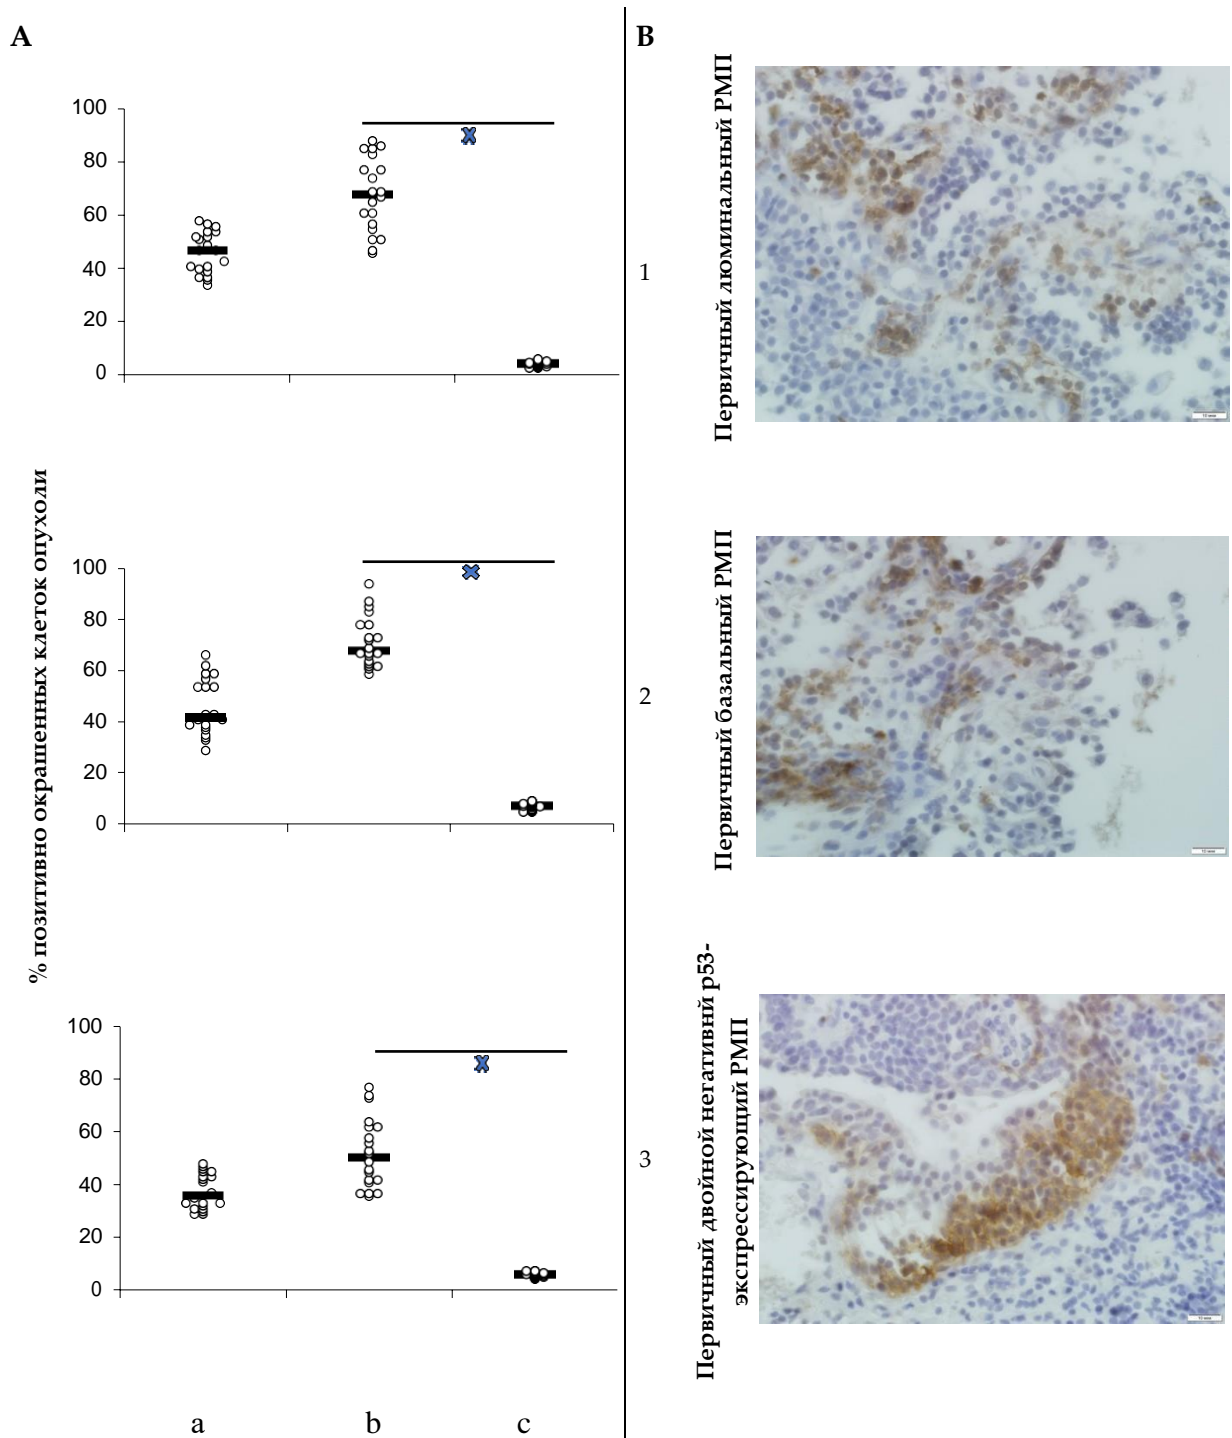 A
B
% позитивно окрашенных клеток опухоли
100
80
60
40
20
0
1
Первичный люминальный РМП
100
80
60
40
20
0
2
Первичный базальный РМП
100
80
60
40
20
0
3
Первичный двойной негативнй p53-
экспрессирующий РМП
a
b
c